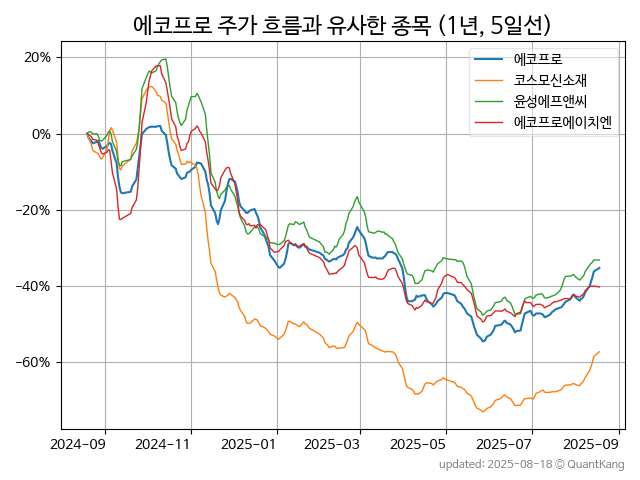 에코프로 주가 흐름과 유사한 종목 (1년, 5일선)
에코프로
코스모신소재
윤성에프앤씨
에코프로에이치엔
20%
0%
−20%
−40%
−60%
2024-09 2024-11 2025-01 2025-03 2025-05 2025-07 2025-09
updated: 2025-08-18 © QuantKang